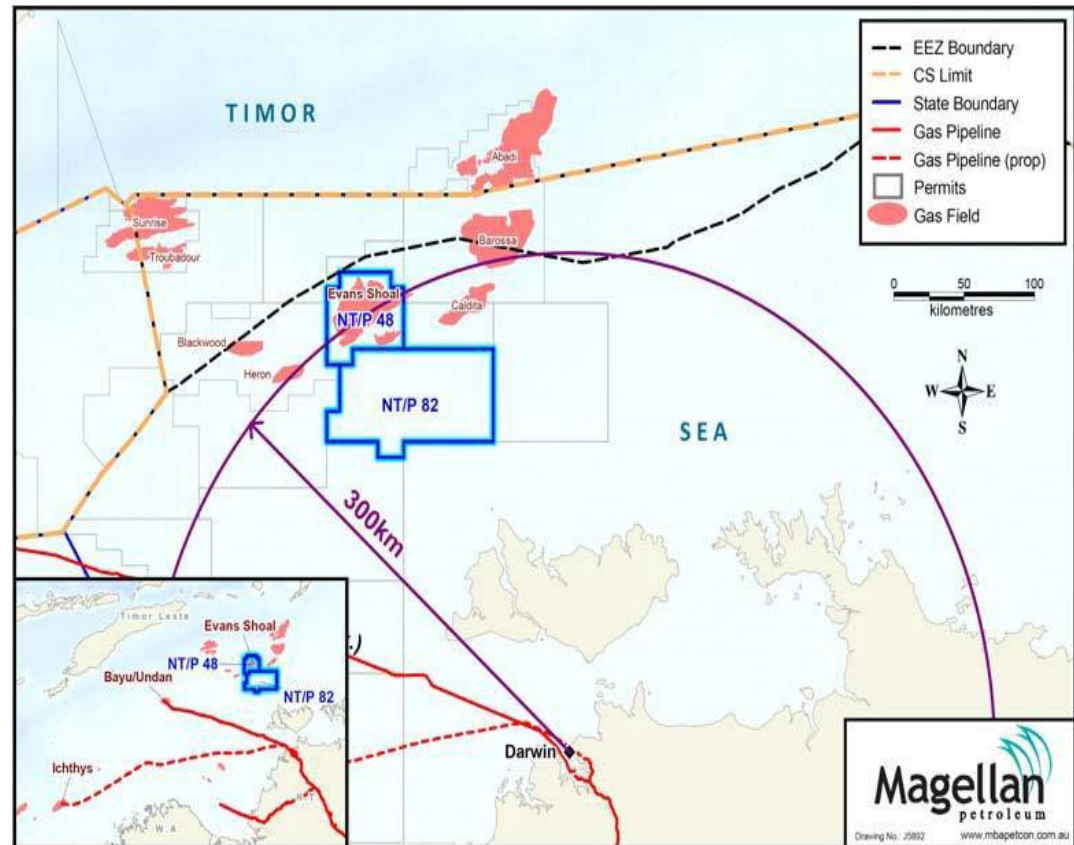 EEZ Boundary
CS Limit
State Boundary
Gas Pipeline
Gas Pipeline (prop)
Permits
Gas Field
TIMOR
Abadi
Sunrise
Troubadour
Barossa
Evans Shoal
NT/P 48
Caldita
Blackwood
Heron
NT/P 82
0 50 100
kilometres
N
W E
S
SEA
300km
.)
Darwin
Timor Leste
Evans Shoal
NT/P 48
Bayu/Undan
NT/P 82
Ichthys
N.T.
W.A.
Magellan
petroleum
Drawing No.: J5892 www.mbapetcon.com.au